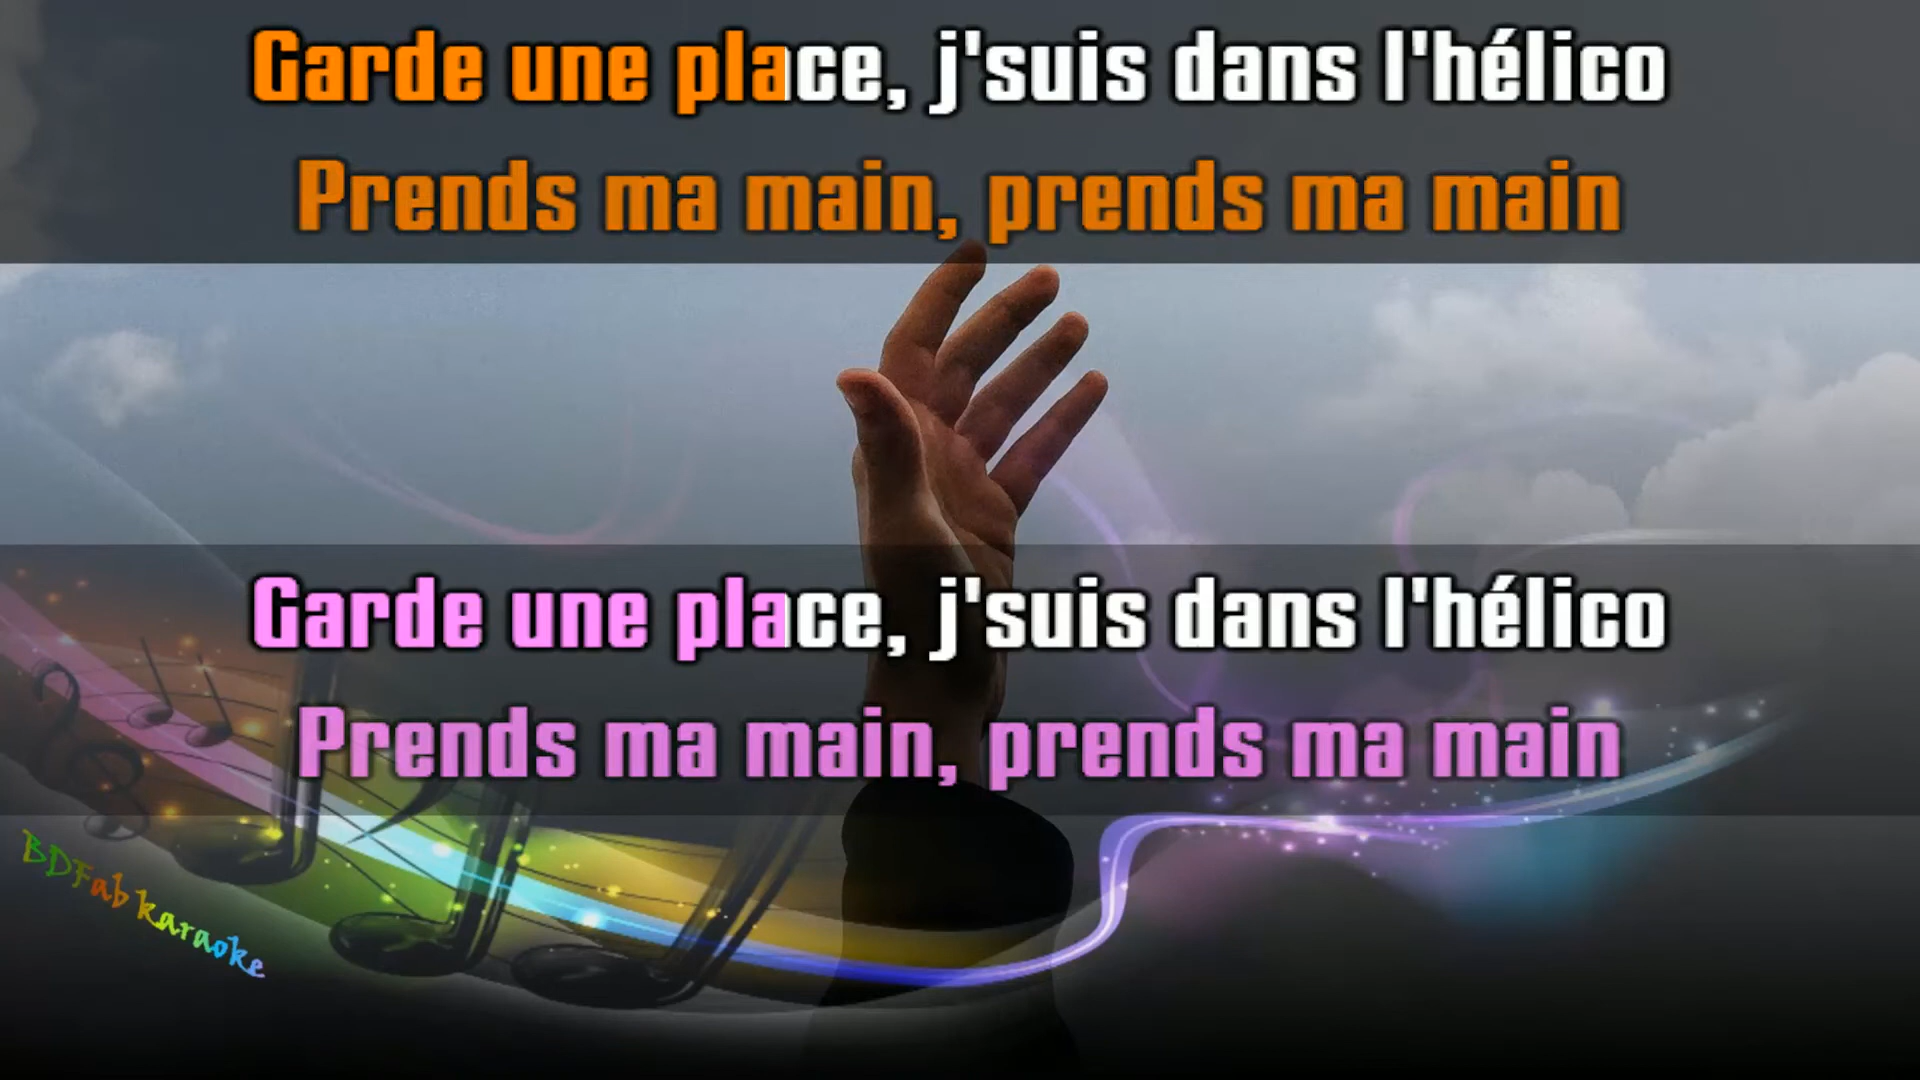 Garde une place, j'suis dans l'hélico
Prends ma main, prends ma main
Garde une place, j'suis dans l'hélico
Prends ma main, prends ma main
BDFab karaoke